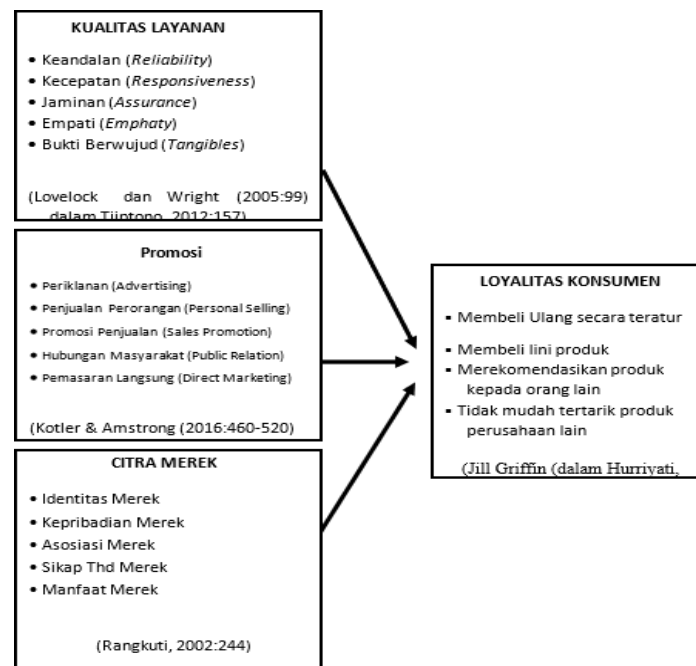 KUALITAS LAYANAN
• Keandalan (Reliability)
• Kecepatan (Responsiveness)
• Jaminan (Assurance)
• Empati (Emphaty)
• Bukti Berwujud (Tangibles)
(Lovelock dan Wright (2005:99)
dalam Tjiptono, 2012:157)
Promosi
• Periklanan (Advertising)
• Penjualan Perorangan (Personal Selling)
• Promosi Penjualan (Sales Promotion)
• Hubungan Masyarakat (Public Relation)
• Pemasaran Langsung (Direct Marketing)
(Kotler & Amstrong (2016:460-520)
CITRA MEREK
• Identitas Merek
• Kepribadian Merek
• Asosiasi Merek
• Sikap Thd Merek
• Manfaat Merek
(Rangkuti, 2002:244)
LOYALITAS KONSUMEN
▪ Membeli Ulang secara teratur
▪ Membeli lini produk
▪ Merekomendasikan produk
kepada orang lain
▪ Tidak mudah tertarik produk
perusahaan lain
(Jill Griffin (dalam Hurriyati,